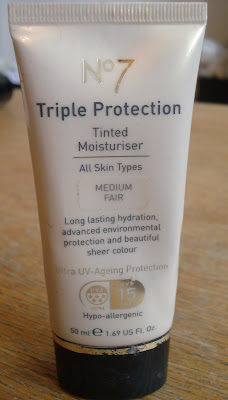 No7
Triple Protection
Tinted
Moisturiser
All Skin Types
MEDIUM
FAIR
Long lasting hydration,
advanced environmental
protection and beautiful
sheer colour
Ultra UV-Ageing Protection
15
Hypo-allergenic
50 ml e 1.69 US Fl. Oz.